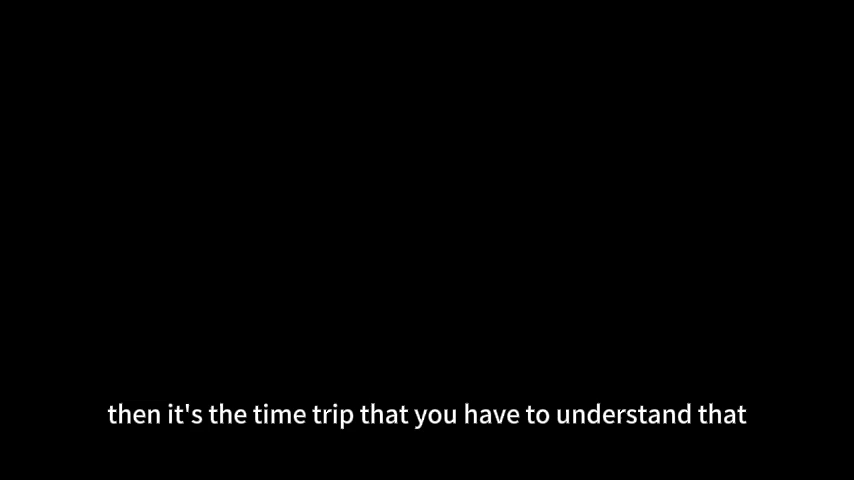 then it's the time trip that you have to understand that